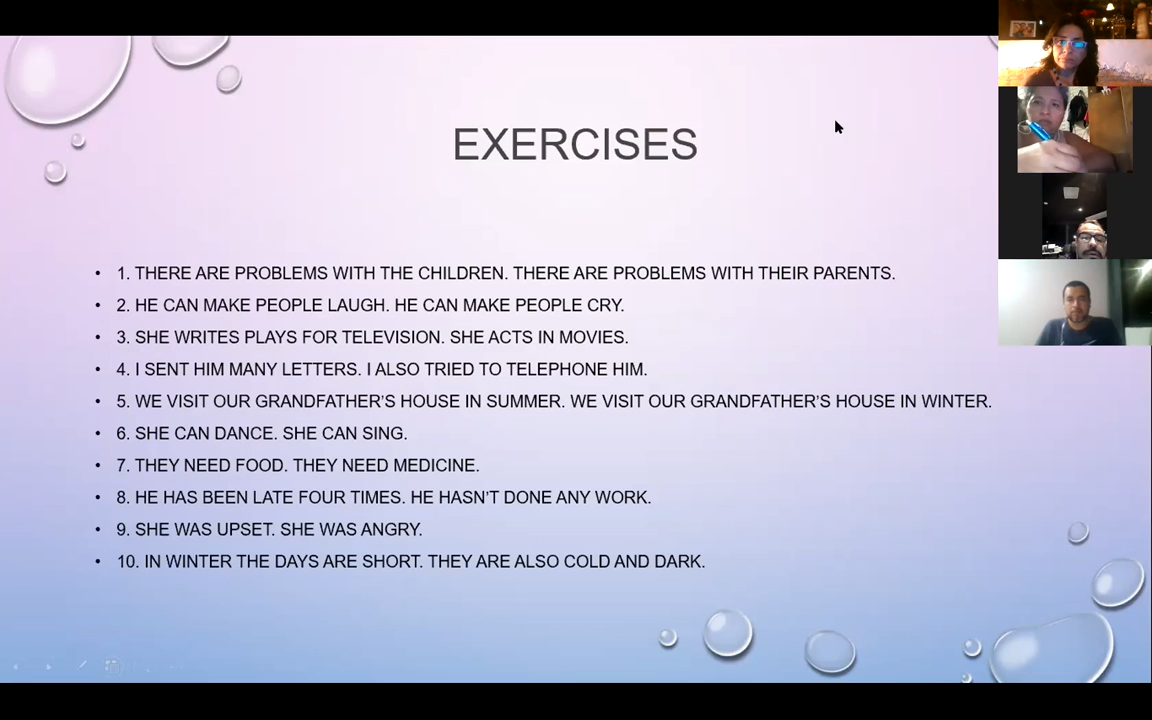 EXERCISES
• 1. THERE ARE PROBLEMS WITH THE CHILDREN. THERE ARE PROBLEMS WITH THEIR PARENTS.
• 2. HE CAN MAKE PEOPLE LAUGH. HE CAN MAKE PEOPLE CRY.
• 3. SHE WRITES PLAYS FOR TELEVISION. SHE ACTS IN MOVIES.
• 4. I SENT HIM MANY LETTERS. I ALSO TRIED TO TELEPHONE HIM.
• 5. WE VISIT OUR GRANDFATHER’S HOUSE IN SUMMER. WE VISIT OUR GRANDFATHER’S HOUSE IN WINTER.
• 6. SHE CAN DANCE. SHE CAN SING.
• 7. THEY NEED FOOD. THEY NEED MEDICINE.
• 8. HE HAS BEEN LATE FOUR TIMES. HE HASN’T DONE ANY WORK.
• 9. SHE WAS UPSET. SHE WAS ANGRY.
• 10. IN WINTER THE DAYS ARE SHORT. THEY ARE ALSO COLD AND DARK.